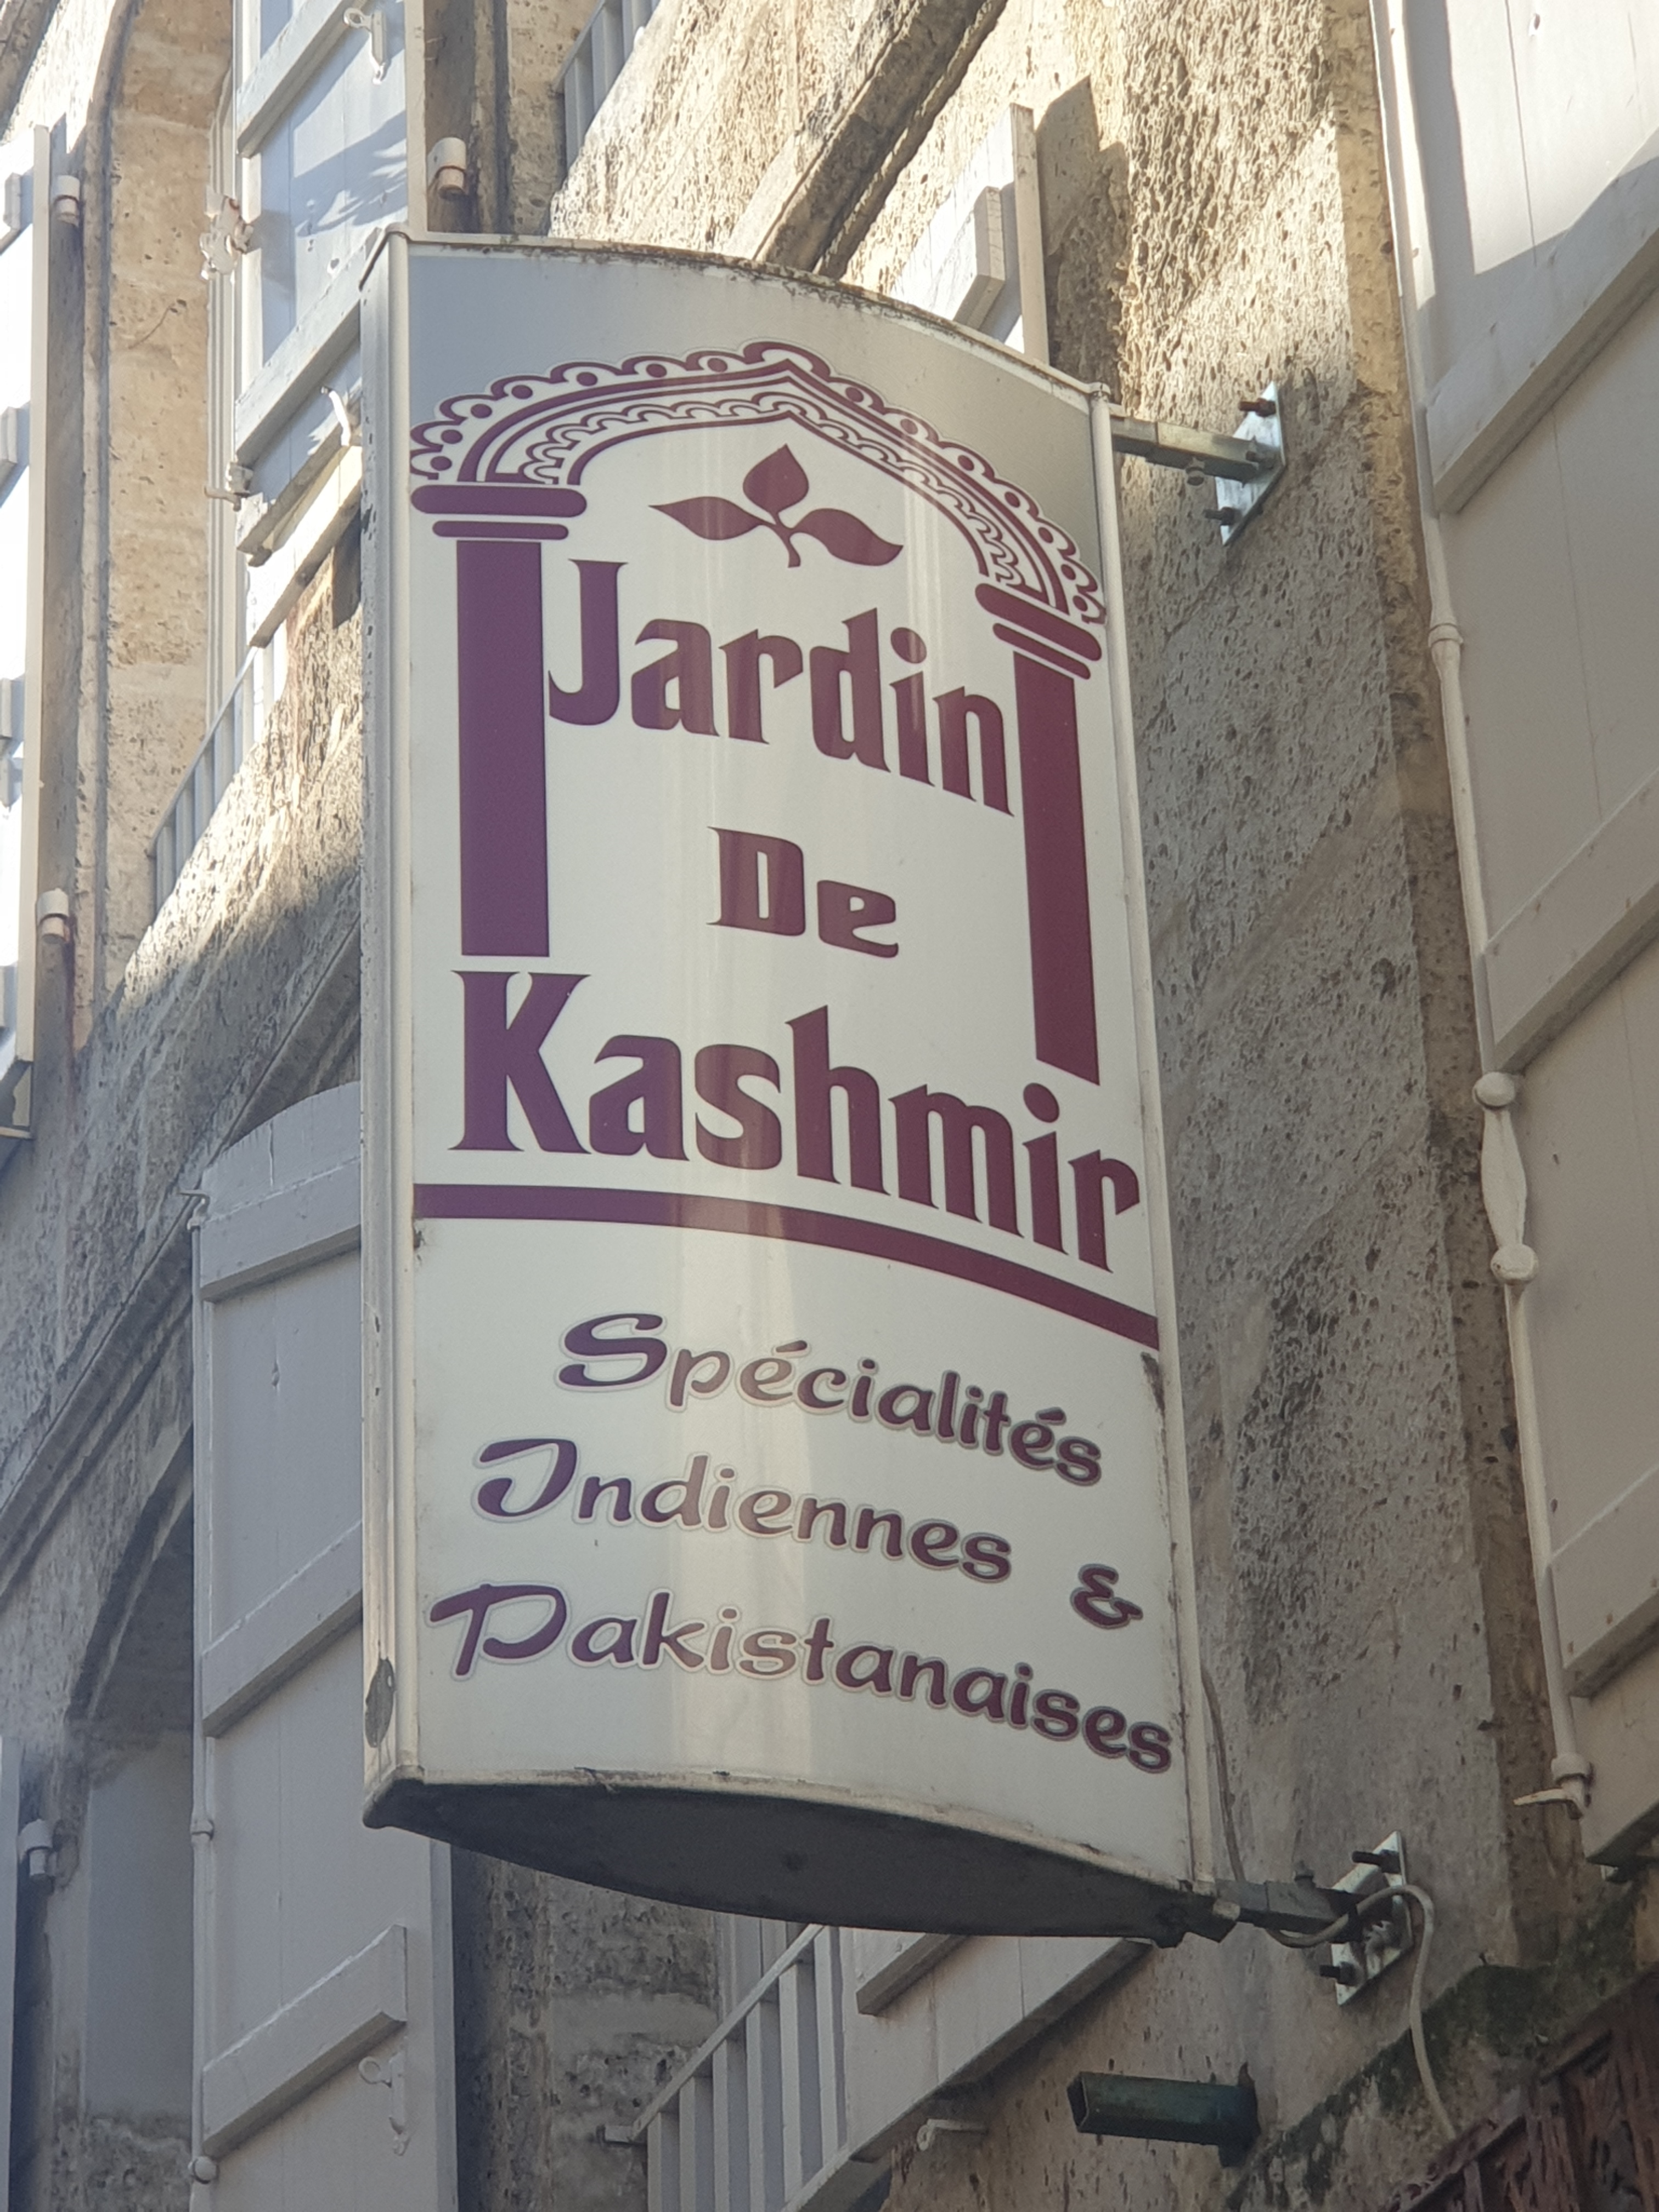 Jardin
De
Kashmir
Spécialités
Indiennes &
Pakistanaises